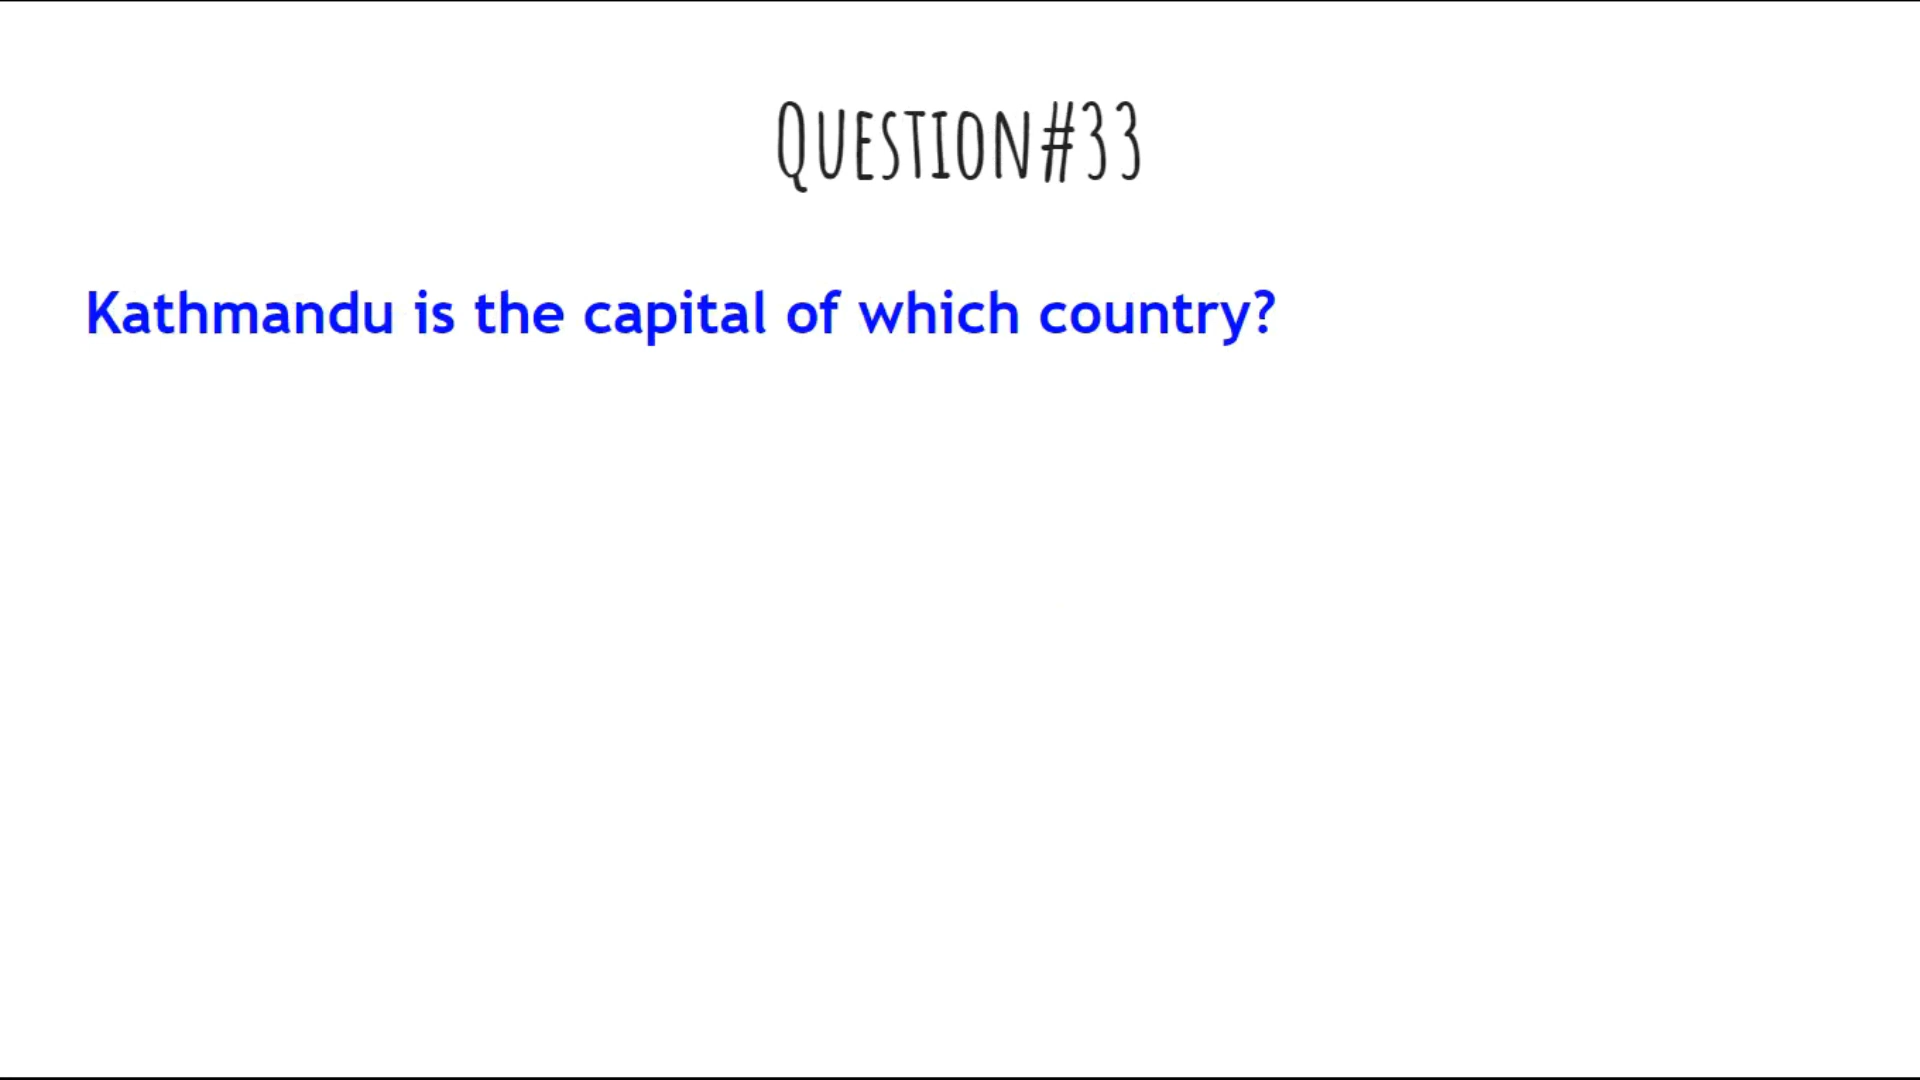 Question#33
Kathmandu is the capital of which country?